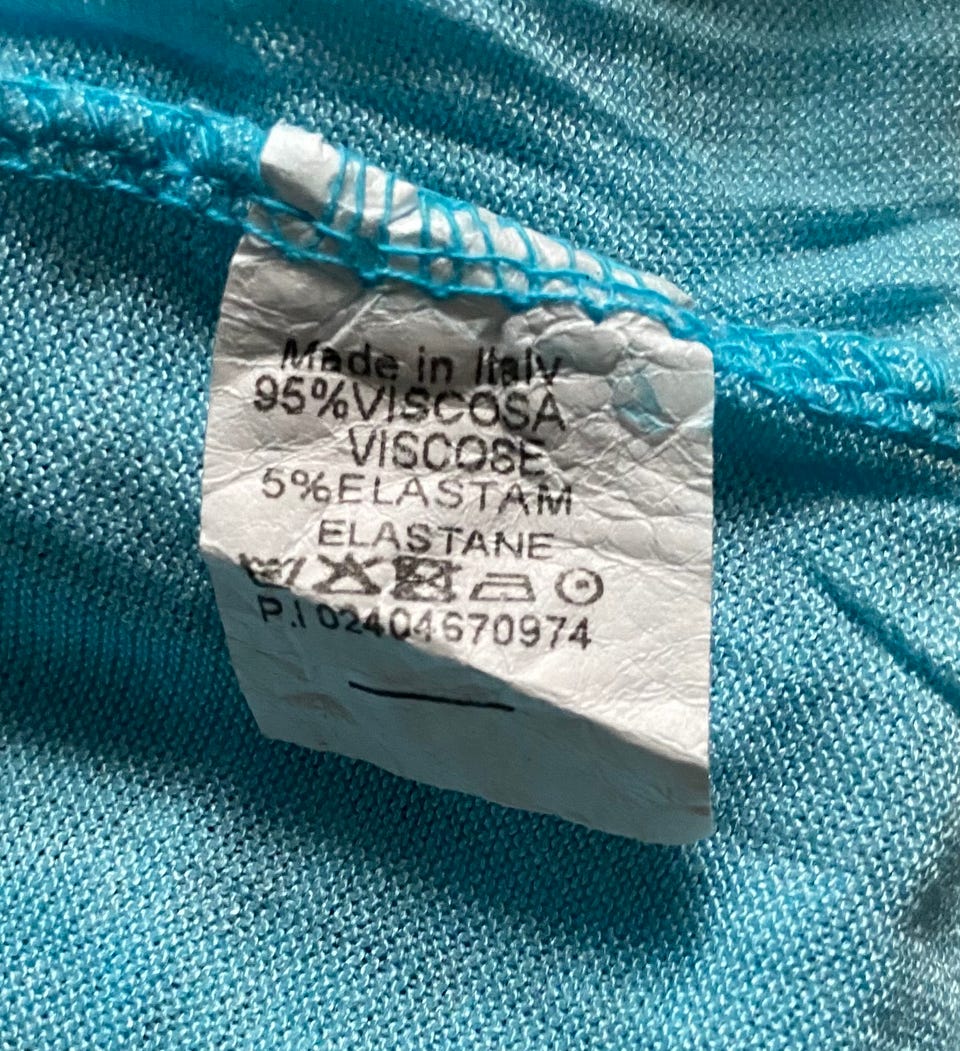 Made in Italy
95%VISCOSA
VISCOSE
5%ELASTAM
ELASTANE
P.I 02404670974